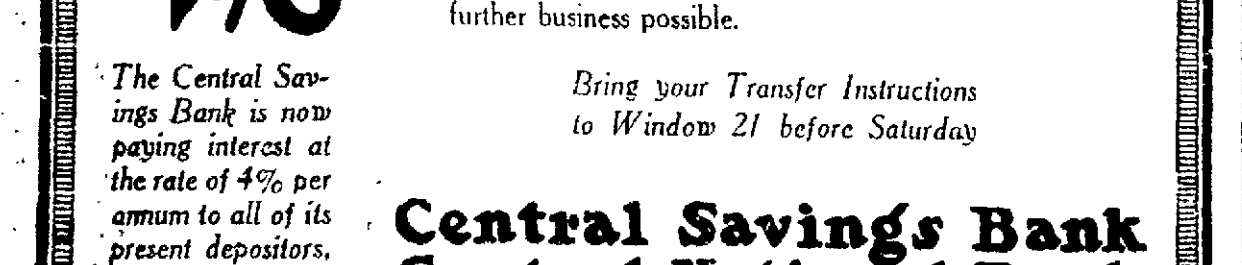 further business possible.
The Central Sav-
ings Bank is now
paying interest at
the rate of 4% per
annum to all of its
present depositors,
Bring your Transfer Instructions
to Window 21 before Saturday
Central Savings Bank